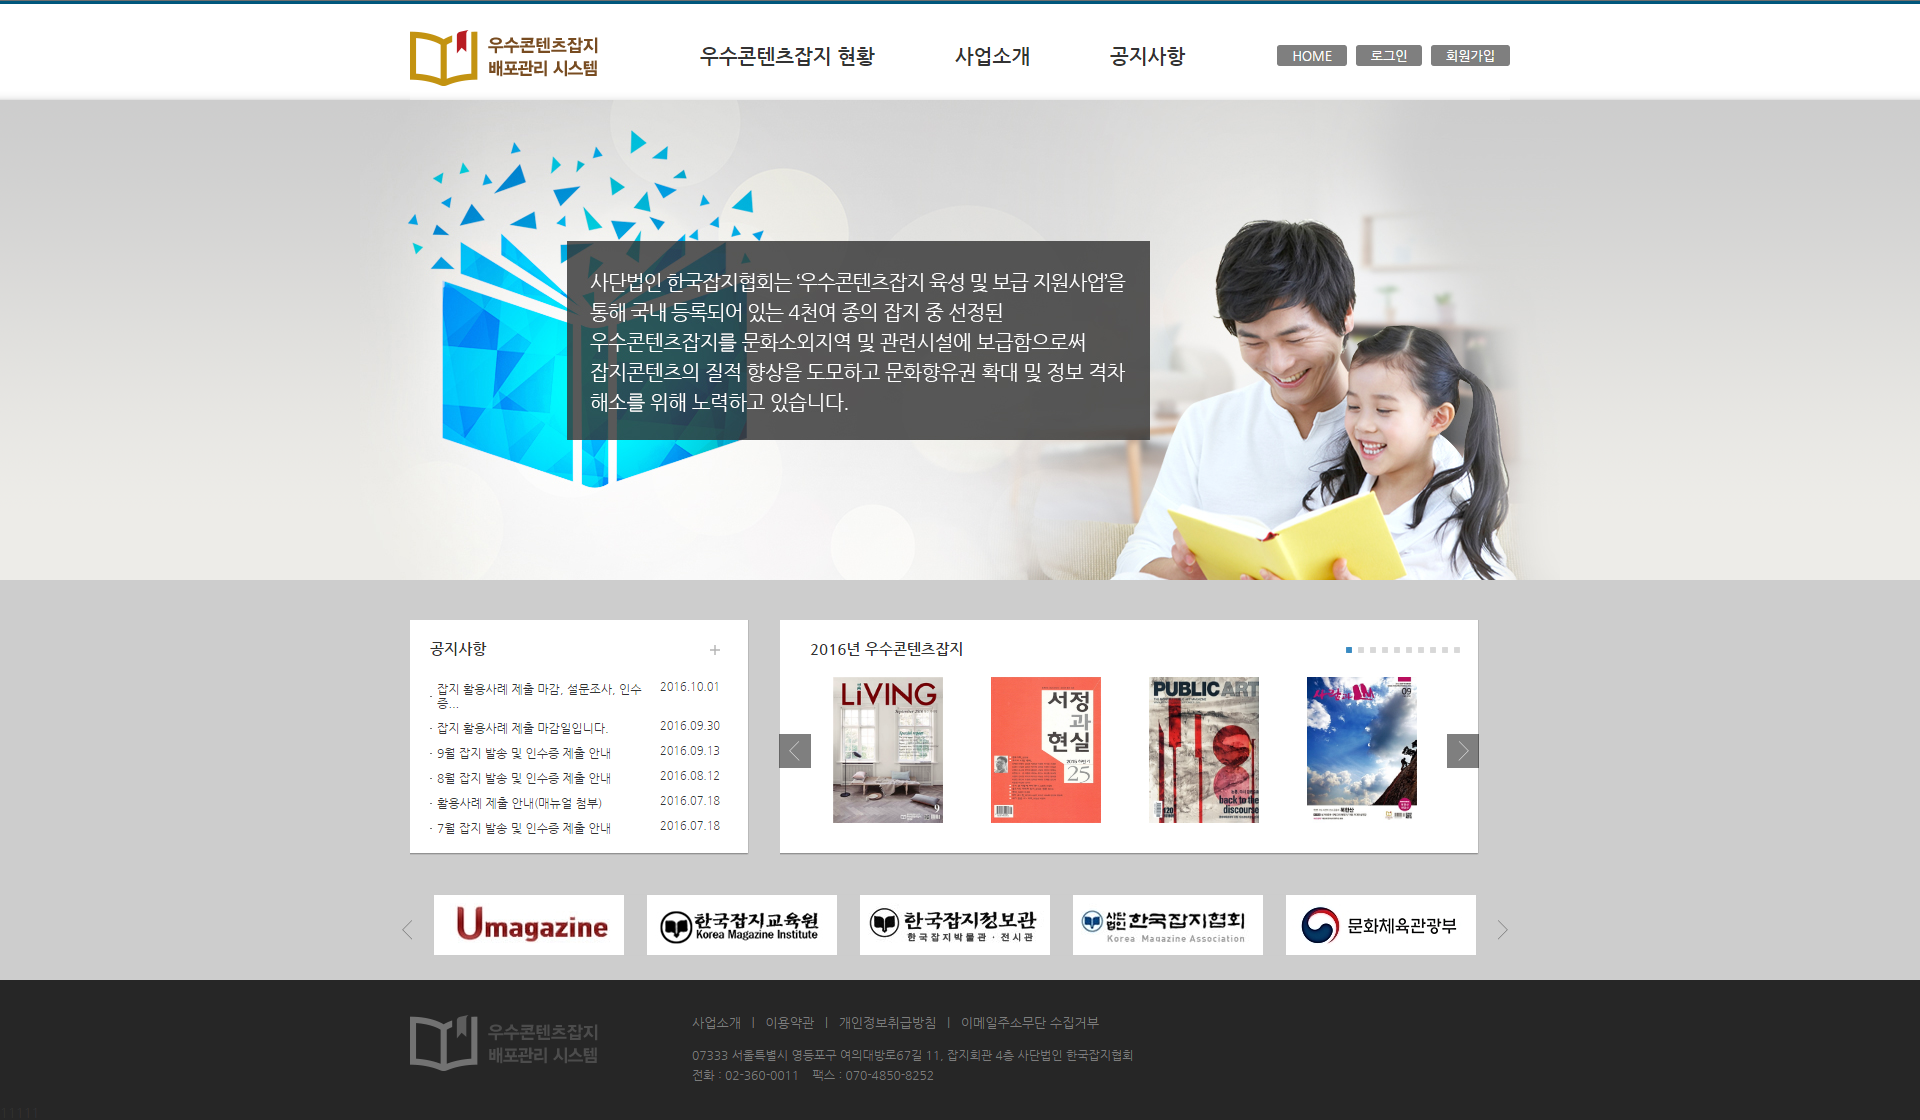 우수콘텐츠잡지
배포관리 시스템
우수콘텐츠잡지 현황
사업소개
공지사항
HOME
로그인
회원가입
사단법인 한국잡지협회는 ‘우수콘텐츠잡지 육성 및 보급 지원사업’을
통해 국내 등록되어 있는 4천여 종의 잡지 중 선정된
우수콘텐츠잡지를 문화소외지역 및 관련시설에 보급함으로써
잡지콘텐츠의 질적 향상을 도모하고 문화향유권 확대 및 정보 격차
해소를 위해 노력하고 있습니다.
공지사항
· 잡지 활용사례 제출 마감, 설문조사, 인수
증... 2016.10.01
· 잡지 활용사례 제출 마감일입니다. 2016.09.30
· 9월 잡지 발송 및 인수증 제출 안내 2016.09.13
· 8월 잡지 발송 및 인수증 제출 안내 2016.08.12
· 활용사례 제출 안내(매뉴얼 첨부) 2016.07.18
· 7월 잡지 발송 및 인수증 제출 안내 2016.07.18
2016년 우수콘텐츠잡지
LiVING
9
서정
과
현실
25
PUBLIC ART
back to the
discourse
09
Umagazine
한국잡지교육원
Korea Magazine Institute
한국잡지정보관
한국잡지박물관 · 전시관
사단
법인 한국잡지협회
Korea Magazine Association
문화체육관광부
우수콘텐츠잡지
배포관리 시스템
사업소개 | 이용약관 | 개인정보취급방침 | 이메일주소무단 수집거부
07333 서울특별시 영등포구 여의대방로67길 11, 잡지회관 4층 사단법인 한국잡지협회
전화 : 02-360-0011 팩스 : 070-4850-8252